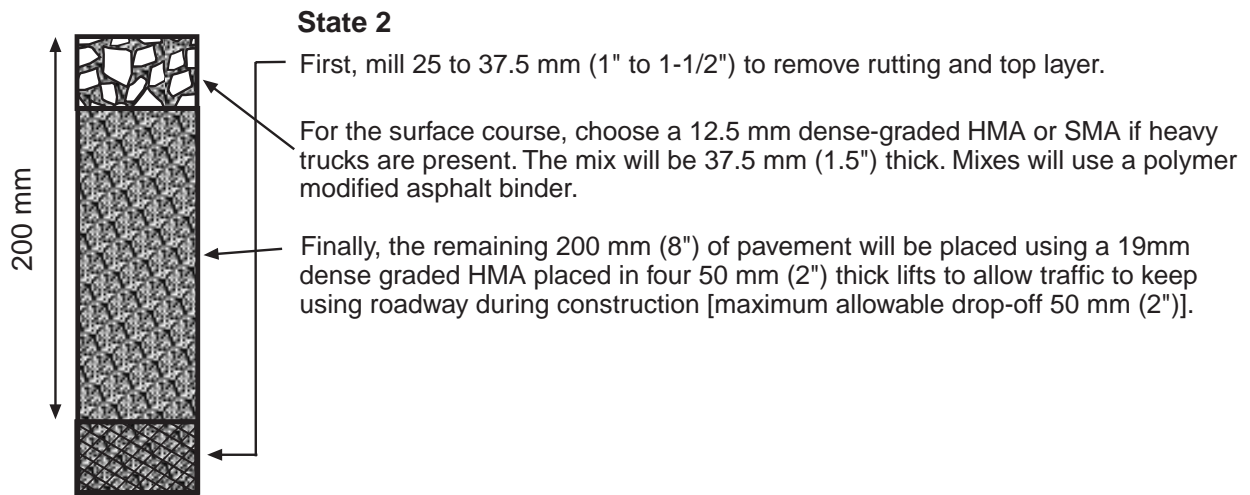 State 2
First, mill 25 to 37.5 mm (1" to 1-1/2") to remove rutting and top layer.
For the surface course, choose a 12.5 mm dense-graded HMA or SMA if heavy
trucks are present. The mix will be 37.5 mm (1.5") thick. Mixes will use a polymer
modified asphalt binder.
Finally, the remaining 200 mm (8") of pavement will be placed using a 19mm
dense graded HMA placed in four 50 mm (2") thick lifts to allow traffic to keep
using roadway during construction [maximum allowable drop-off 50 mm (2")].
200 mm